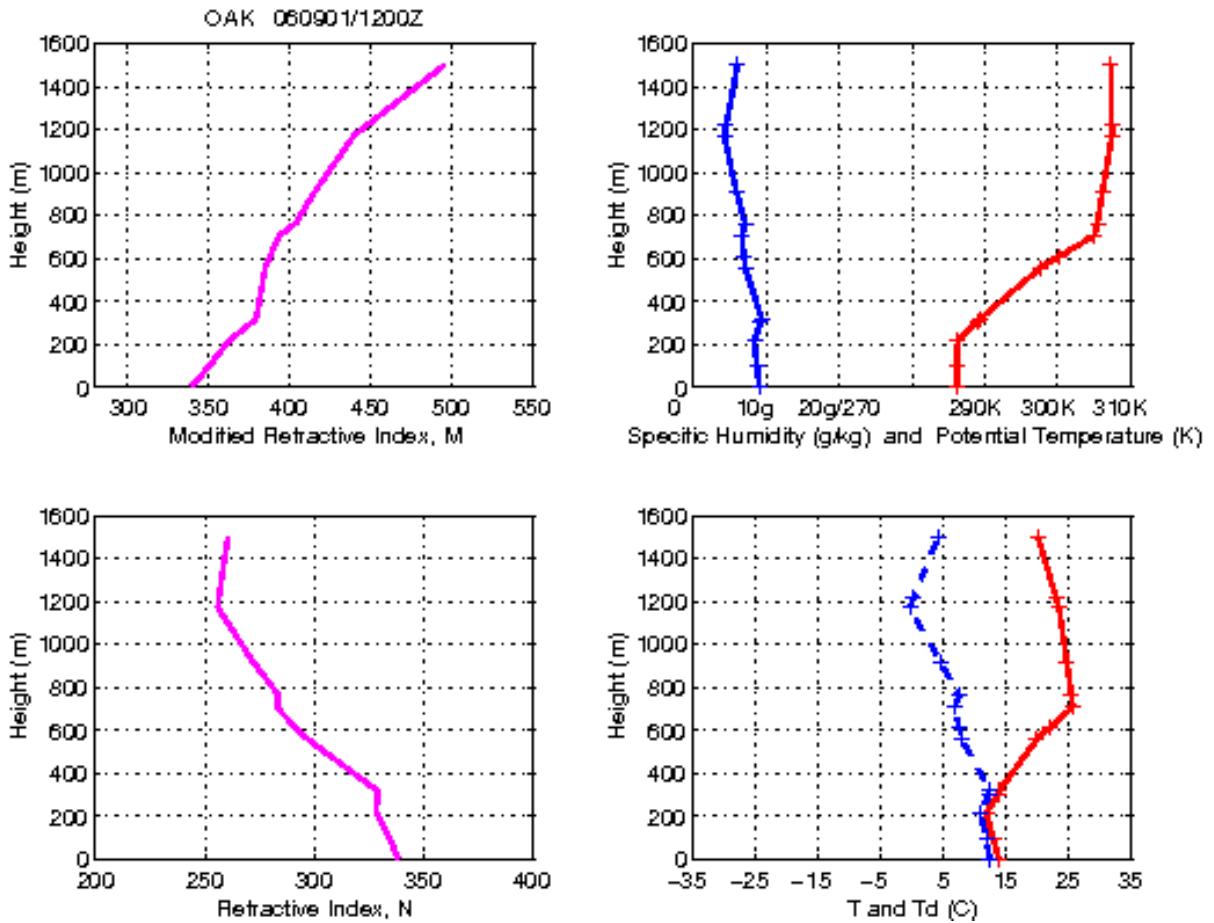 OAK 060901/1200Z
1600
1400
1200
1000
800
600
400
200
0
Height (m)
300 350 400 450 500 550
Modified Refractive Index, M
1600
1400
1200
1000
800
600
400
200
0
Height (m)
0 10g 20g/270 290K 300K 310K
Specific Humidity (g/kg) and Potential Temperature (K)
1600
1400
1200
1000
800
600
400
200
0
Height (m)
200 250 300 350 400
Refractive Index, N
1600
1400
1200
1000
800
600
400
200
0
Height (m)
−35 −25 −15 −5 5 15 25 35
T and Td (C)